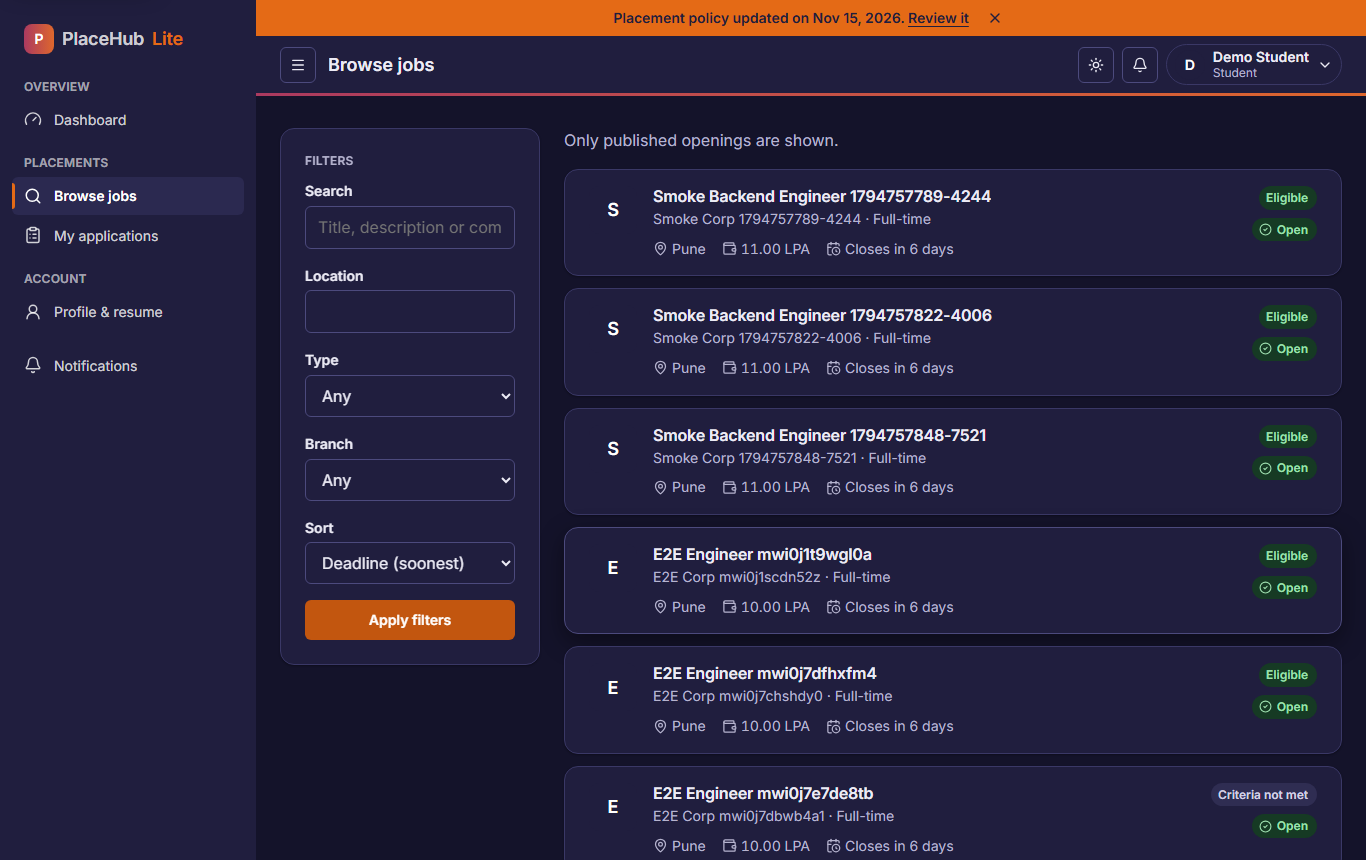 P PlaceHub Lite
OVERVIEW
Dashboard
PLACEMENTS
Browse jobs
My applications
ACCOUNT
Profile & resume
Notifications
Placement policy updated on Nov 15, 2026. Review it
Browse jobs
D
Demo Student
Student
FILTERS
Search
Title, description or com
Location
Type
Any
Branch
Any
Sort
Deadline (soonest)
Apply filters
Only published openings are shown.
S
Smoke Backend Engineer 1794757789-4244
Smoke Corp 1794757789-4244 · Full-time
Pune 11.00 LPA Closes in 6 days
Eligible
Open
S
Smoke Backend Engineer 1794757822-4006
Smoke Corp 1794757822-4006 · Full-time
Pune 11.00 LPA Closes in 6 days
Eligible
Open
S
Smoke Backend Engineer 1794757848-7521
Smoke Corp 1794757848-7521 · Full-time
Pune 11.00 LPA Closes in 6 days
Eligible
Open
E
E2E Engineer mwi0j1t9wgl0a
E2E Corp mwi0j1scdn52z · Full-time
Pune 10.00 LPA Closes in 6 days
Eligible
Open
E
E2E Engineer mwi0j7dfhxfm4
E2E Corp mwi0j7chshdy0 · Full-time
Pune 10.00 LPA Closes in 6 days
Eligible
Open
E
E2E Engineer mwi0j7e7de8tb
E2E Corp mwi0j7dbwb4a1 · Full-time
Pune 10.00 LPA Closes in 6 days
Criteria not met
Open